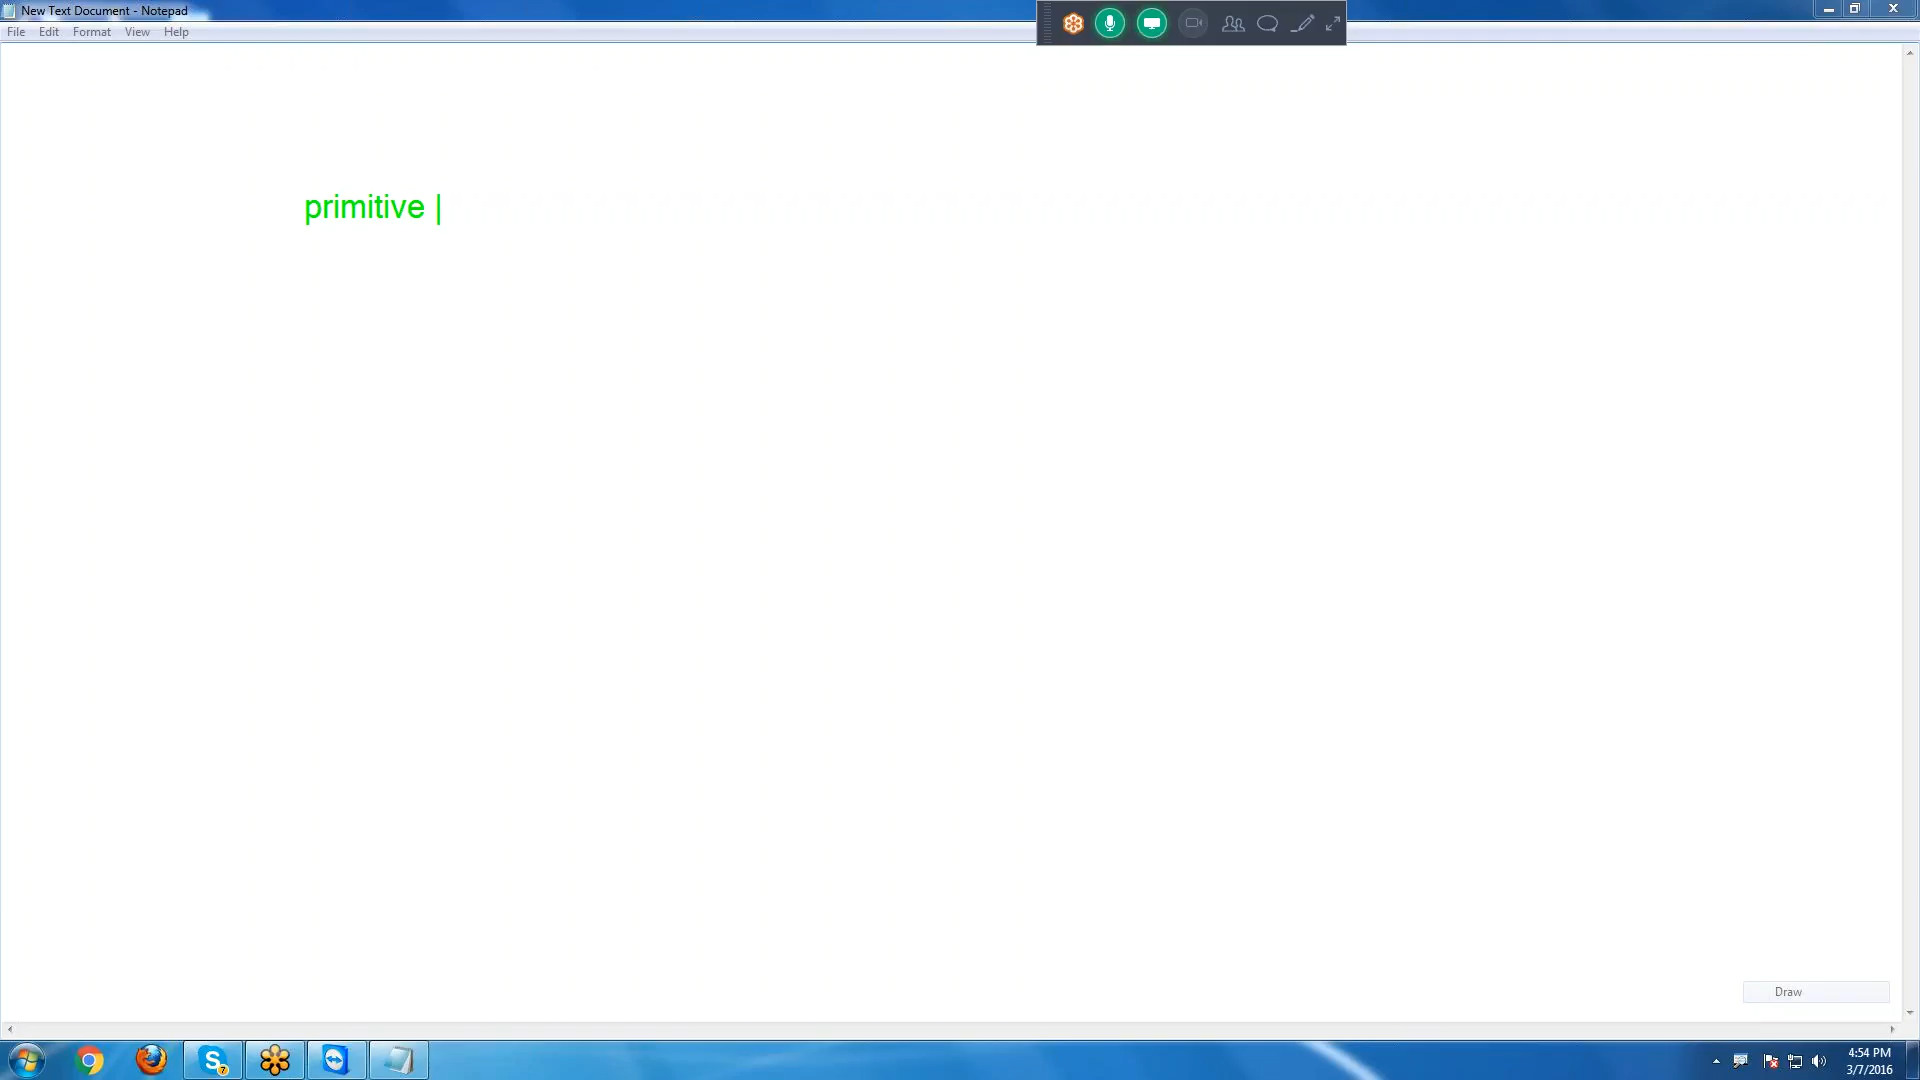 New Text Document - Notepad
File Edit Format View Help
primitive
Draw
4:54 PM
3/7/2016